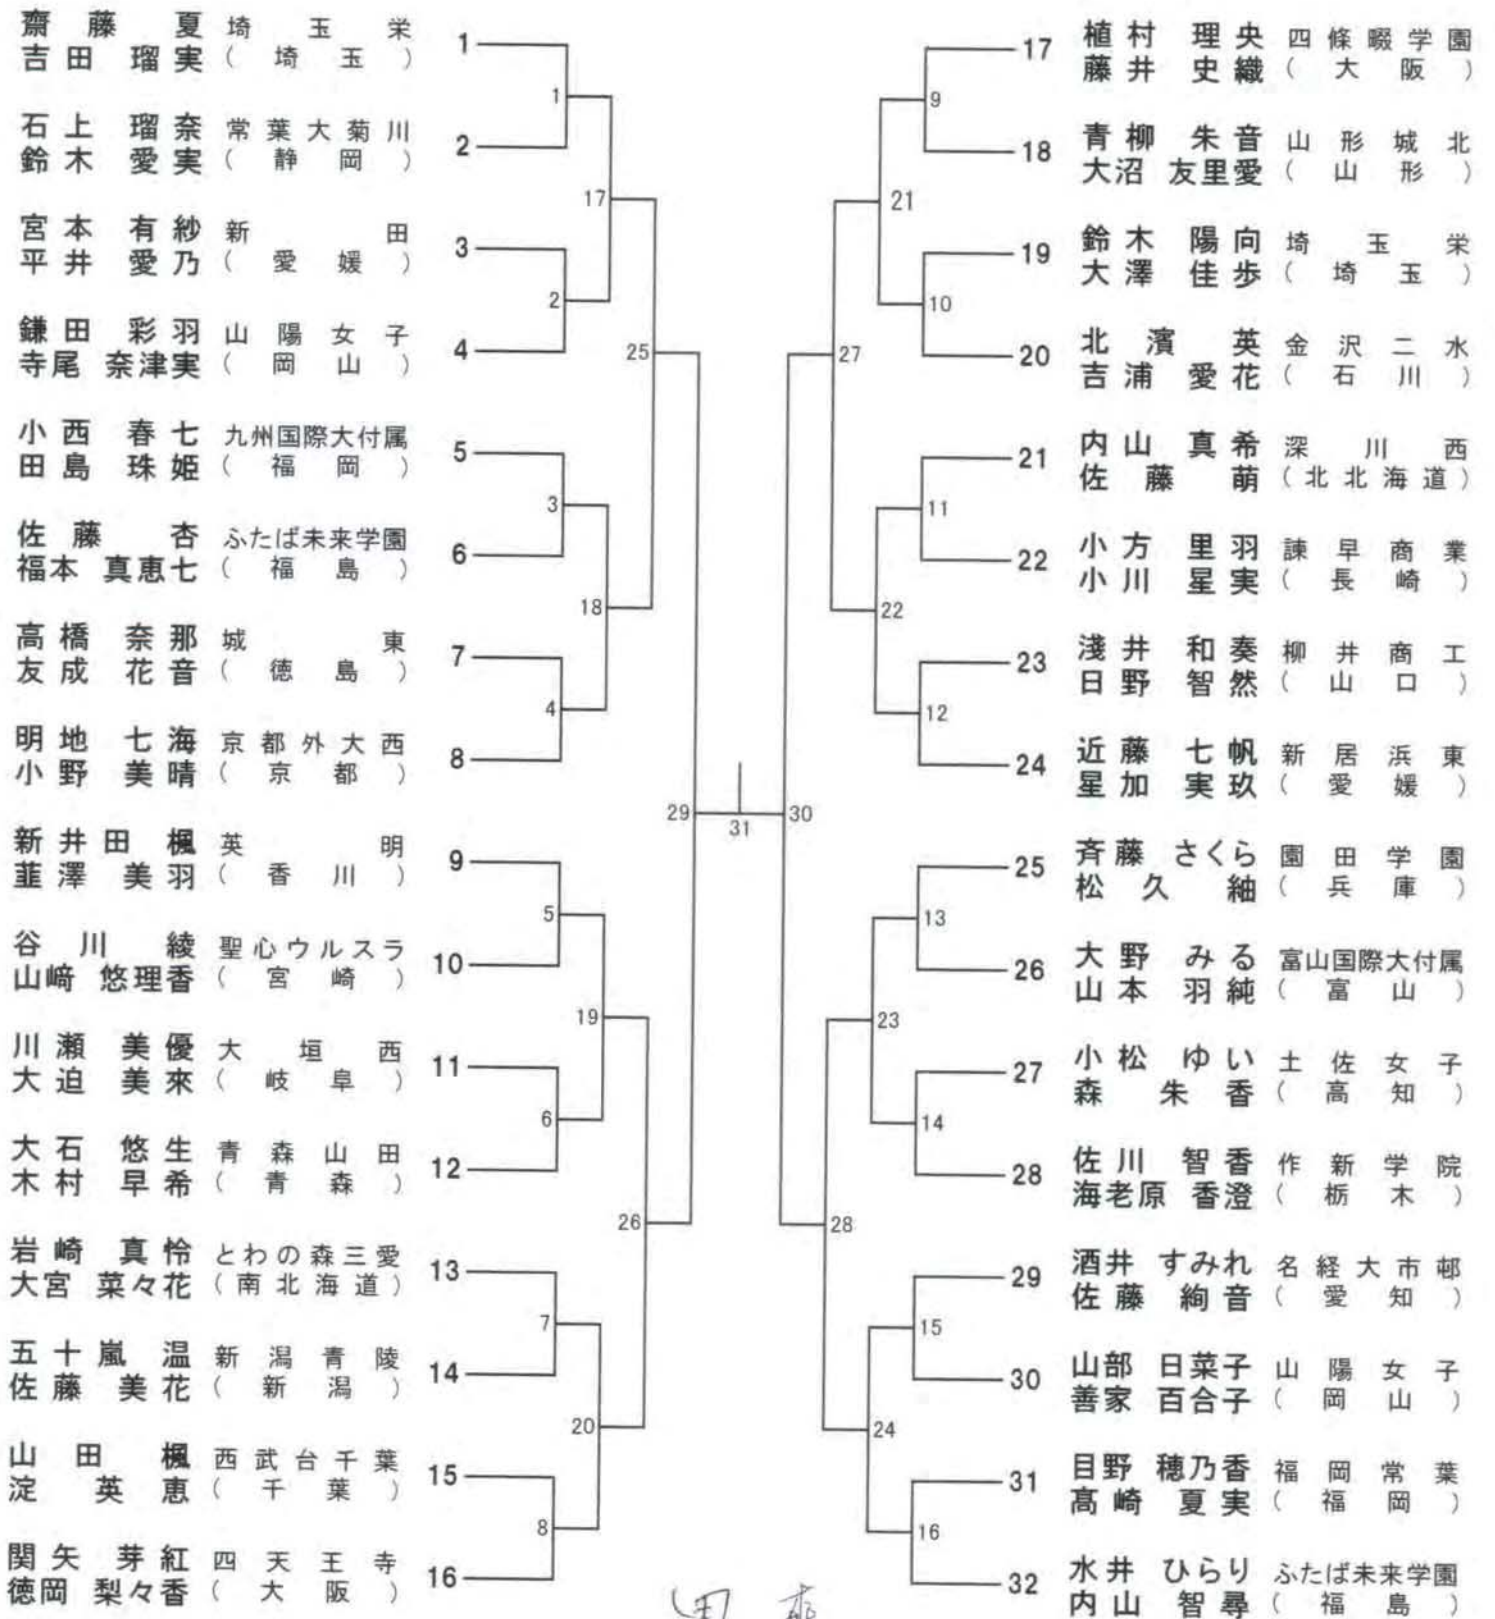 齋藤 夏 埼玉栄
1
吉田 瑠実 (埼玉)
石上 瑠奈 常葉大菊川
2
鈴木 愛実 (静岡)
宮本 有紗 新田
3
平井 愛乃 (愛媛)
鎌田 彩羽 山陽女子
4
寺尾 奈津実 (岡山)
小西 春七 九州国際大付属
5
田島 珠姫 (福岡)
佐藤 杏 ふたば未来学園
6
福本 真恵七 (福島)
高橋 奈那 城東
7
友成 花音 (徳島)
明地 七海 京都外大西
8
小野 美晴 (京都)
新井田 楓 英明
9
韮澤 美羽 (香川)
谷川 綾 聖心ウルスラ
10
山﨑 悠理香 (宮崎)
川瀬 美優 大垣西
11
大迫 美來 (岐阜)
大石 悠生 青森山田
12
木村 早希 (青森)
岩崎 真怜 とわの森三愛
13
大宮 菜々花 (南北海道)
五十嵐 温 新潟青陵
14
佐藤 美花 (新潟)
山田 楓 西武台千葉
15
淀 英恵 (千葉)
関矢 芽紅 四天王寺
16
徳岡 梨々香 (大阪)
1
2
3
4
5
6
7
8
17
18
19
20
25
26
29
31
30
27
28
21
22
23
24
9
10
11
12
13
14
15
16
17
植村 理央 四條畷学園
藤井 史織 (大阪)
18
青柳 朱音 山形城北
大沼 友里愛 (山形)
19
鈴木 陽向 埼玉栄
大澤 佳歩 (埼玉)
20
北濱 英 金沢二水
吉浦 愛花 (石川)
21
内山 真希 深川西
佐藤 萌 (北北海道)
22
小方 里羽 諫早商業
小川 星実 (長崎)
23
淺井 和奏 柳井商工
日野 智然 (山口)
24
近藤 七帆 新居浜東
星加 実玖 (愛媛)
25
斉藤 さくら 園田学園
松久 紬 (兵庫)
26
大野 みる 富山国際大付属
山本 羽純 (富山)
27
小松 ゆい 土佐女子
森 朱香 (高知)
28
佐川 智香 作新学院
海老原 香澄 (栃木)
29
酒井 すみれ 名経大市邨
佐藤 絢音 (愛知)
30
山部 日菜子 山陽女子
善家 百合子 (岡山)
31
目野 穂乃香 福岡常葉
髙崎 夏実 (福岡)
32
水井 ひらり ふたば未来学園
内山 智尋 (福島)